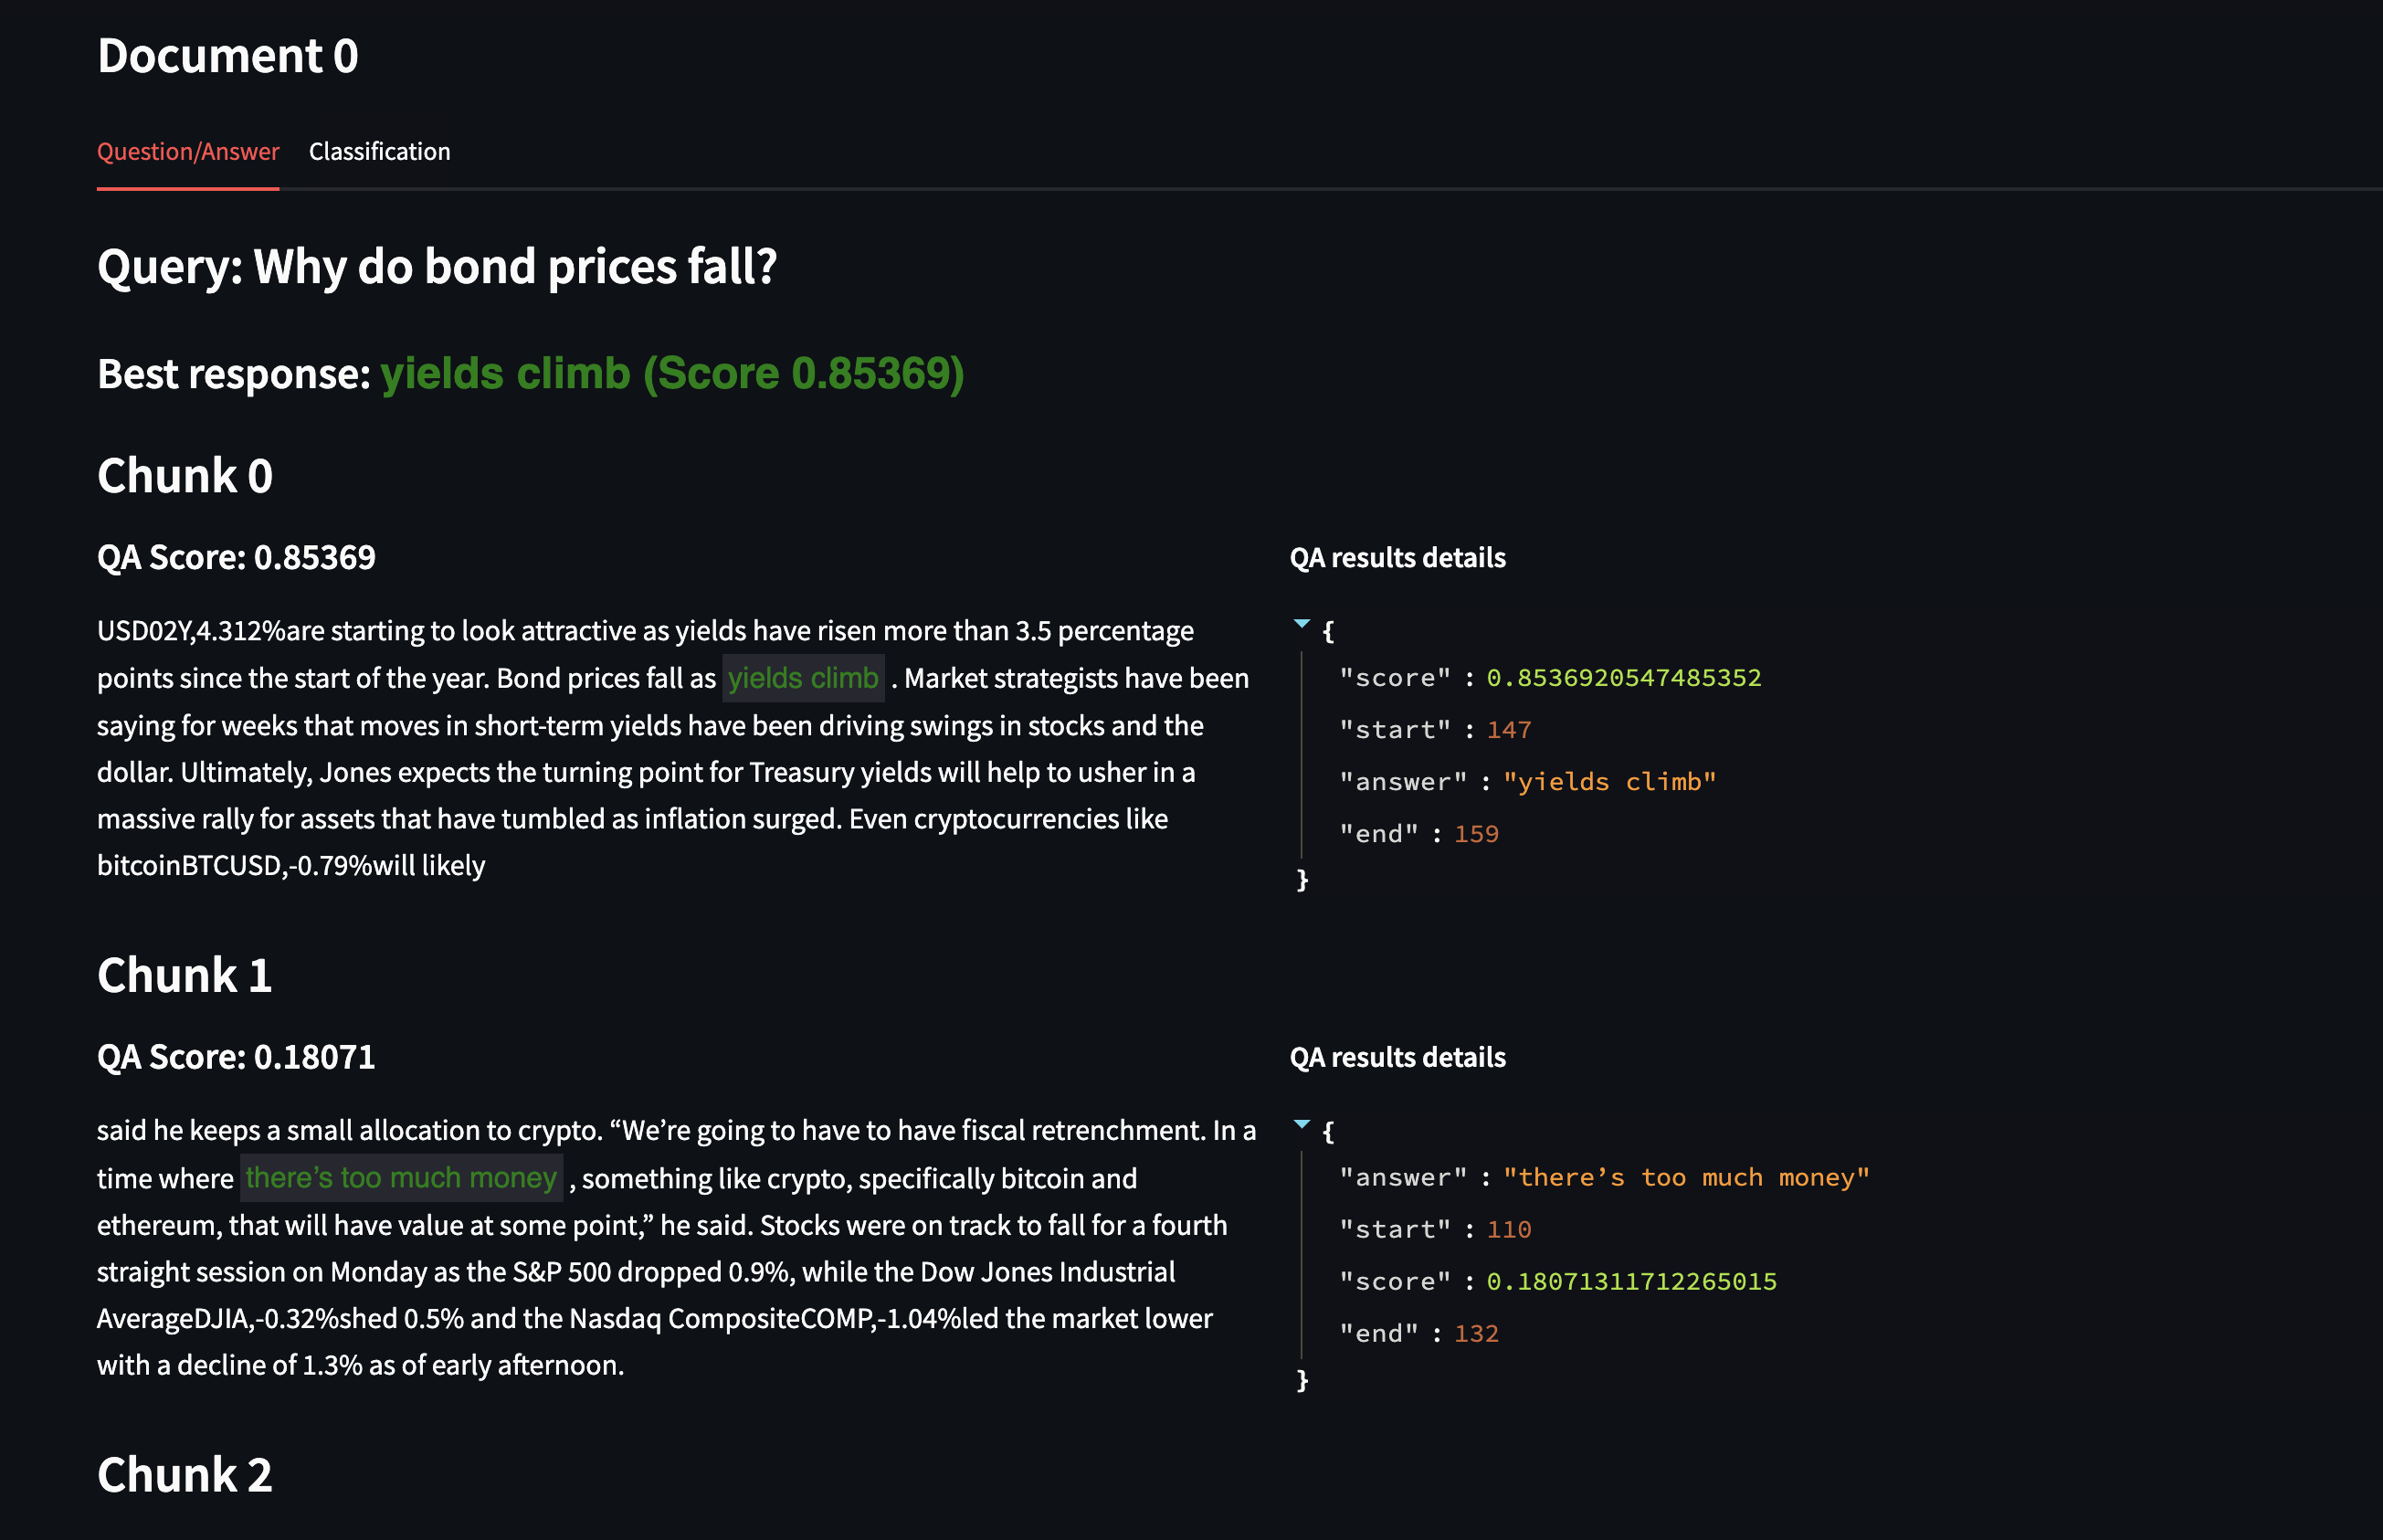 Document 0
Question/Answer Classification
Query: Why do bond prices fall?
Best response: yields climb (Score 0.85369)
Chunk 0
QA Score: 0.85369
USD02Y,4.312%are starting to look attractive as yields have risen more than 3.5 percentage
points since the start of the year. Bond prices fall as yields climb . Market strategists have been
saying for weeks that moves in short-term yields have been driving swings in stocks and the
dollar. Ultimately, Jones expects the turning point for Treasury yields will help to usher in a
massive rally for assets that have tumbled as inflation surged. Even cryptocurrencies like
bitcoinBTCUSD,-0.79%will likely
QA results details
{
"score" : 0.8536920547485352
"start" : 147
"answer" : "yields climb"
"end" : 159
}
Chunk 1
QA Score: 0.18071
said he keeps a small allocation to crypto. “We’re going to have to have fiscal retrenchment. In a
time where there’s too much money , something like crypto, specifically bitcoin and
ethereum, that will have value at some point,” he said. Stocks were on track to fall for a fourth
straight session on Monday as the S&P 500 dropped 0.9%, while the Dow Jones Industrial
AverageDJIA,-0.32%shed 0.5% and the Nasdaq CompositeCOMP,-1.04%led the market lower
with a decline of 1.3% as of early afternoon.
QA results details
{
"answer" : "there’s too much money"
"start" : 110
"score" : 0.18071311712265015
"end" : 132
}
Chunk 2